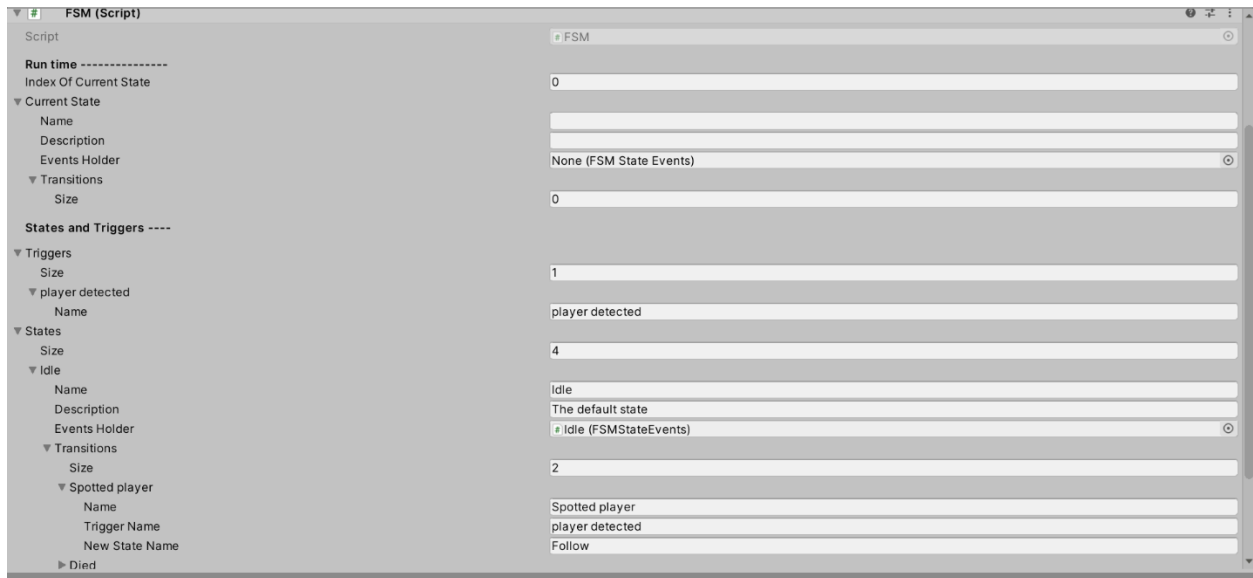 FSM (Script)
Script FSM
Run time ---------------
Index Of Current State 0
Current State
Name
Description
Events Holder None (FSM State Events)
Transitions
Size 0
States and Triggers ----
Triggers
Size 1
player detected
Name player detected
States
Size 4
Idle
Name Idle
Description The default state
Events Holder Idle (FSMStateEvents)
Transitions
Size 2
Spotted player
Name Spotted player
Trigger Name player detected
New State Name Follow
Died